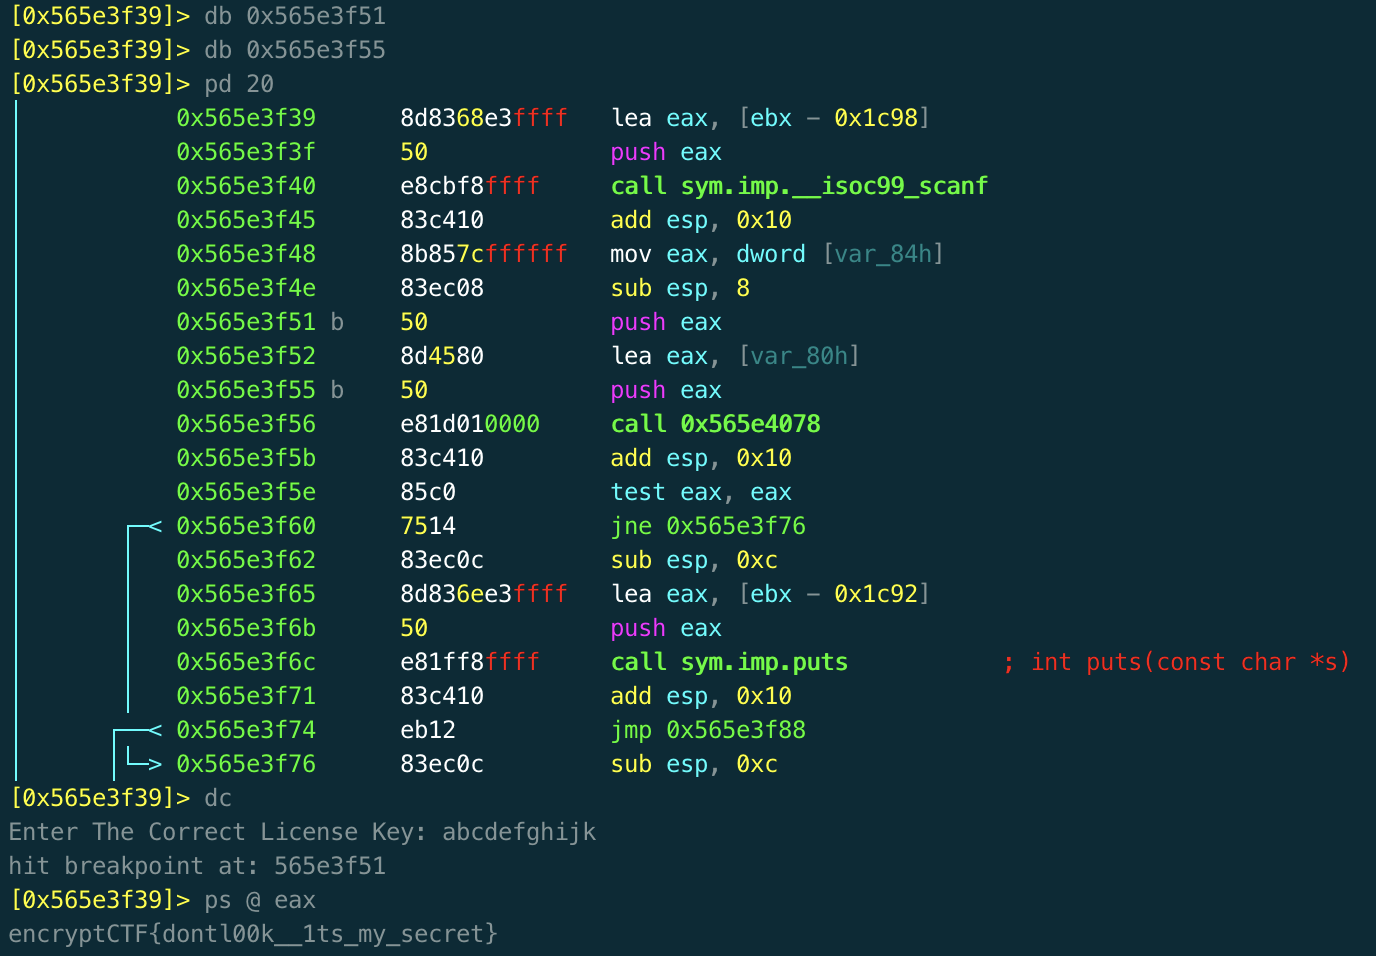 [0x565e3f39]> db 0x565e3f51
[0x565e3f39]> db 0x565e3f55
[0x565e3f39]> pd 20
0x565e3f39 8d8368e3ffff lea eax, [ebx - 0x1c98]
0x565e3f3f 50 push eax
0x565e3f40 e8cbf8ffff call sym.imp.__isoc99_scanf
0x565e3f45 83c410 add esp, 0x10
0x565e3f48 8b857cffffff mov eax, dword [var_84h]
0x565e3f4e 83ec08 sub esp, 8
0x565e3f51 b 50 push eax
0x565e3f52 8d4580 lea eax, [var_80h]
0x565e3f55 b 50 push eax
0x565e3f56 e81d010000 call 0x565e4078
0x565e3f5b 83c410 add esp, 0x10
0x565e3f5e 85c0 test eax, eax
0x565e3f60 7514 jne 0x565e3f76
0x565e3f62 83ec0c sub esp, 0xc
0x565e3f65 8d836ee3ffff lea eax, [ebx - 0x1c92]
0x565e3f6b 50 push eax
0x565e3f6c e81ff8ffff call sym.imp.puts ; int puts(const char *s)
0x565e3f71 83c410 add esp, 0x10
0x565e3f74 eb12 jmp 0x565e3f88
0x565e3f76 83ec0c sub esp, 0xc
[0x565e3f39]> dc
Enter The Correct License Key: abcdefghijk
hit breakpoint at: 565e3f51
[0x565e3f39]> ps @ eax
encryptCTF{dontl00k__1ts_my_secret}